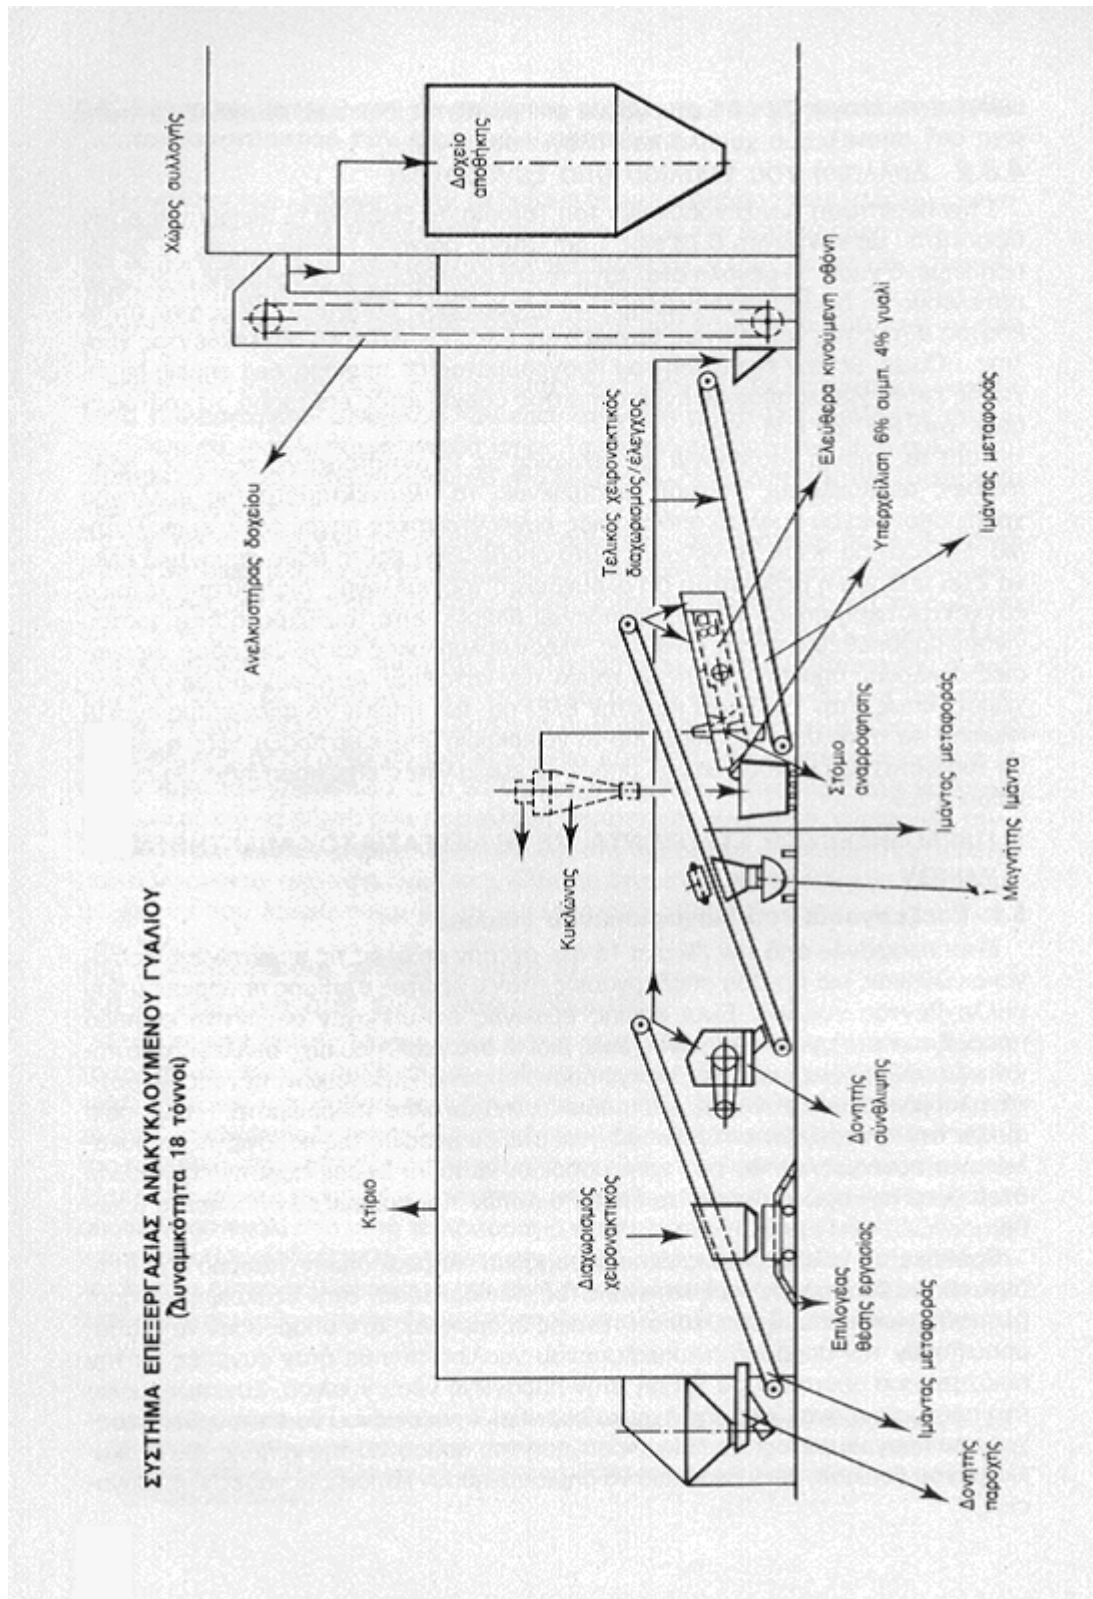 ΣΥΣΤΗΜΑ ΕΠΕΞΕΡΓΑΣΙΑΣ ΑΝΑΚΥΚΛΟΥΜΕΝΟΥ ΓΥΑΛΙΟΥ
(Δυναμικότητα 18 τόννοι)
Χώρος συλλογής
Ανελκυστήρας δοχείου
Δοχείο
αποθήκης
Κτίριο
Κυκλώνας
Τελικός χειρονακτικός
διαχωρισμός/έλεγχος
Διαχωρισμος
χειρονακτικός
Ελεύθερα κινούμενη οθόνη
Υπερχείλιση 6% συμπ. 4% γυαλί
Ιμάντας μεταφοράς
Στόμιο
αναρρόφησης
Ιμάντας μεταφοράς
Μαγνήτης Ιμάντα
Δονητής
σύνθλιψης
Επιλογέας
θέσης εργασίας
Ιμάντας μεταφοράς
Δονητής
παροχής